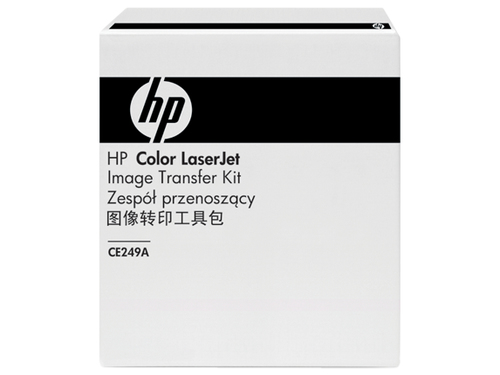 hp
HP Color LaserJet
Image Transfer Kit
Zespół przenoszący
图像转印工具包
CE249A